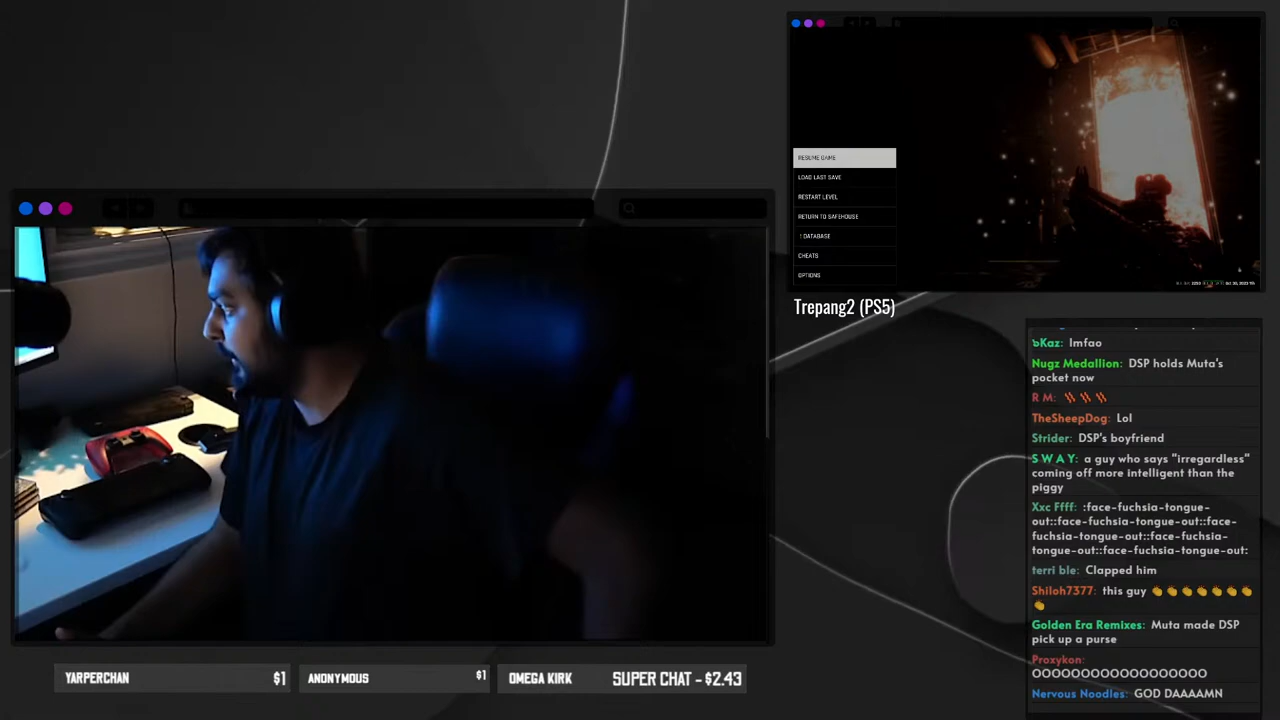 RESUME GAME
LOAD LAST SAVE
RESTART LEVEL
RETURN TO SAFEHOUSE
! DATABASE
CHEATS
OPTIONS
Trepang2 (PS5)
bKaz: lmfao
Nugz Medallion: DSP holds Muta's
pocket now
R M:
TheSheepDog: Lol
Strider: DSP's boyfriend
S W A Y: a guy who says "irregardless"
coming off more intelligent than the
piggy
Xxc Ffff: :face-fuchsia-tongue-
out::face-fuchsia-tongue-out::face-
fuchsia-tongue-out::face-fuchsia-
tongue-out::face-fuchsia-tongue-out:
terri ble: Clapped him
Shiloh7377: this guy 👏👏👏👏👏👏👏
👏
Golden Era Remixes: Muta made DSP
pick up a purse
Proxykon:
OOOOOOOOOOOOOOOOOO
Nervous Noodles: GOD DAAAAMN
YARPERCHAN $1
ANONYMOUS $1
OMEGA KIRK SUPER CHAT - $2.43